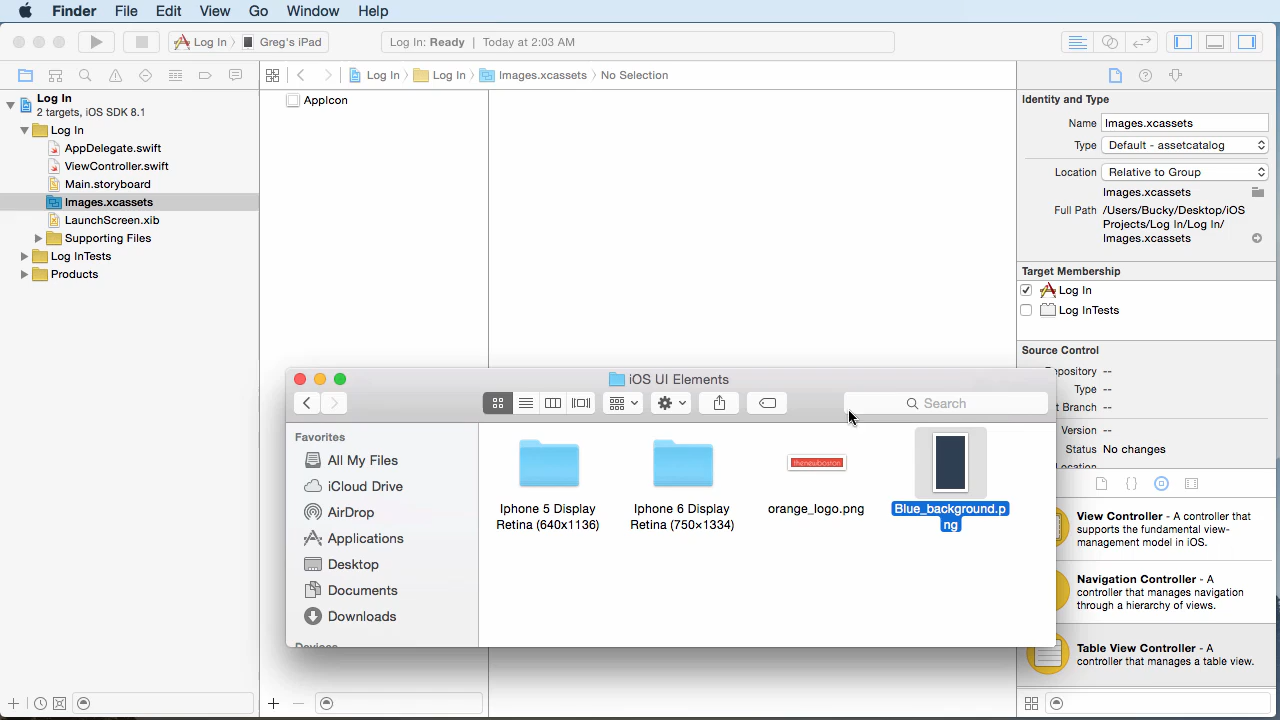 Finder File Edit View Go Window Help
Log In Greg's iPad
Log In: Ready | Today at 2:03 AM
Log In Log In Images.xcassets No Selection
Log In
2 targets, iOS SDK 8.1
Log In
AppDelegate.swift
ViewController.swift
Main.storyboard
Images.xcassets
LaunchScreen.xib
Supporting Files
Log InTests
Products
AppIcon
Identity and Type
Name Images.xcassets
Type Default - assetcatalog
Location Relative to Group
Images.xcassets
Full Path /Users/Bucky/Desktop/iOS
Projects/Log In/Log In/
Images.xcassets
Target Membership
Log In
Log InTests
Source Control
Repository --
Type --
t Branch --
Version --
Status No changes
iOS UI Elements
Search
Favorites
All My Files
iCloud Drive
AirDrop
Applications
Desktop
Documents
Downloads
Iphone 5 Display
Retina (640x1136)
Iphone 6 Display
Retina (750×1334)
thenewboston
orange_logo.png
Blue_background.p
ng
View Controller - A controller that
supports the fundamental view-
management model in iOS.
Navigation Controller - A
controller that manages navigation
through a hierarchy of views.
Table View Controller - A
controller that manages a table view.